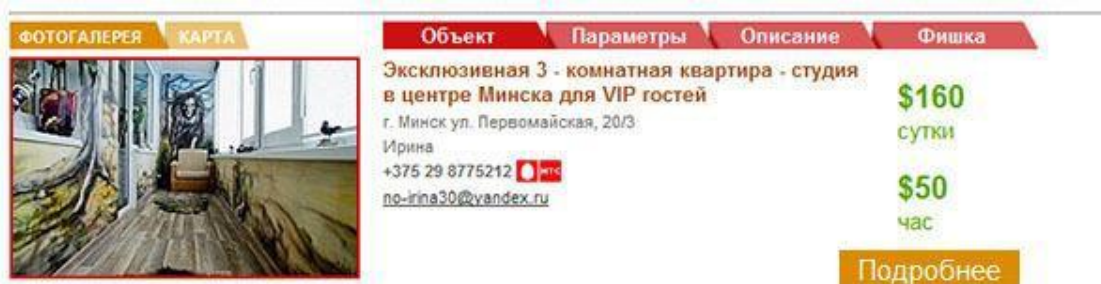 ФОТОГАЛЕРЕЯ КАРТА
Объект Параметры Описание Фишка
Эксклюзивная 3 - комнатная квартира - студия
в центре Минска для VIP гостей
г. Минск ул. Первомайская, 20/3
Ирина
+375 29 8775212 МТС
no-irina30@yandex.ru
$160
сутки
$50
час
Подробнее